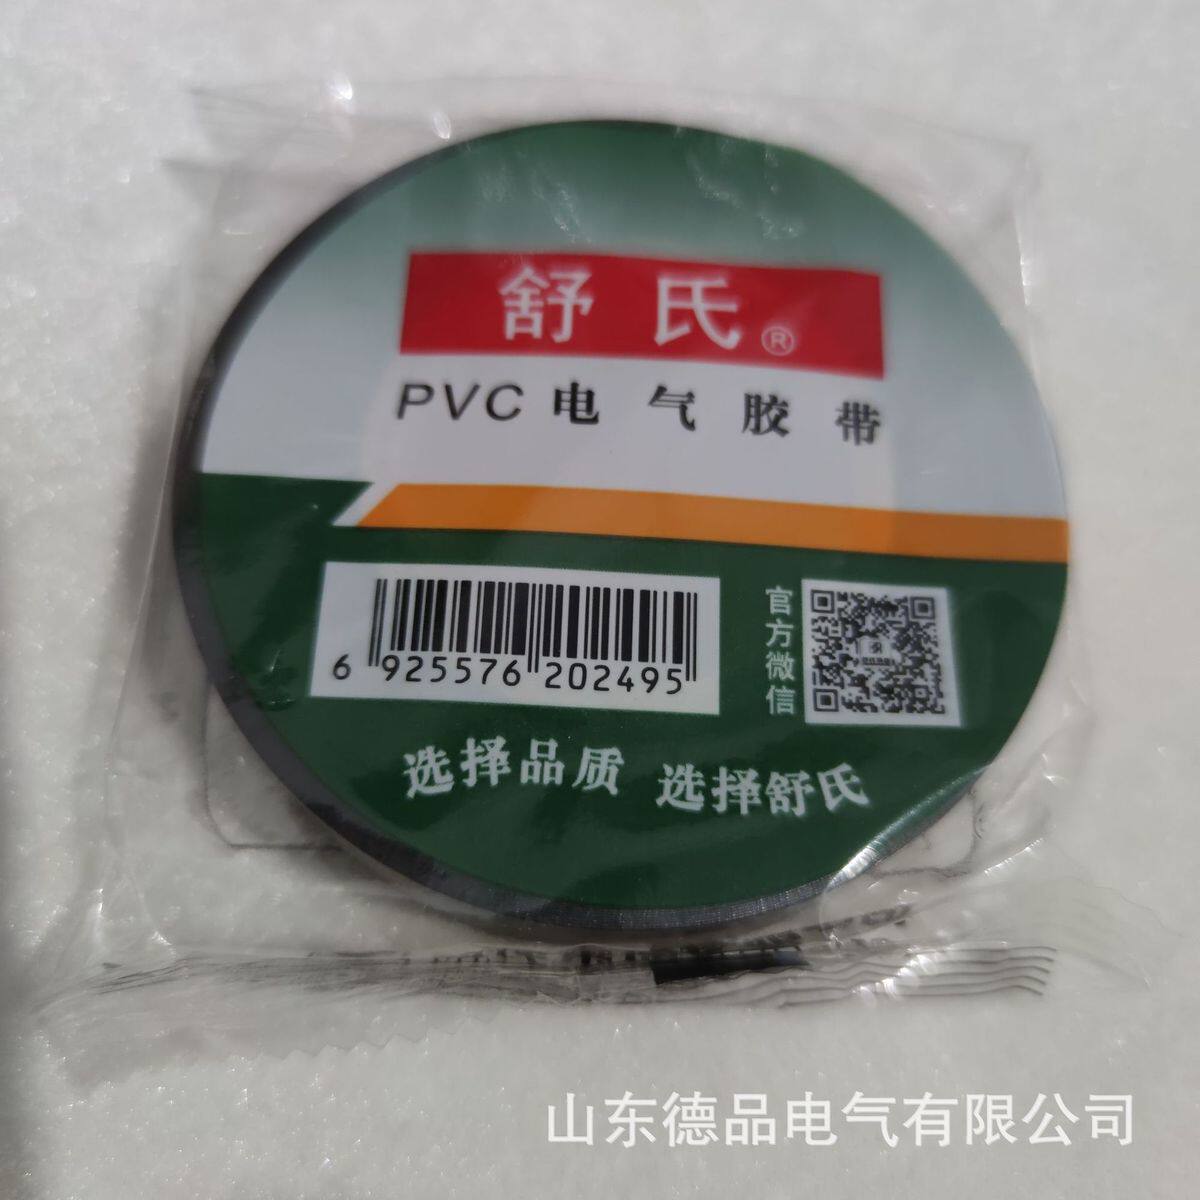 舒氏®
PVC电气胶带
6 925576 202495
官方微信
选择品质 选择舒氏
山东德品电气有限公司